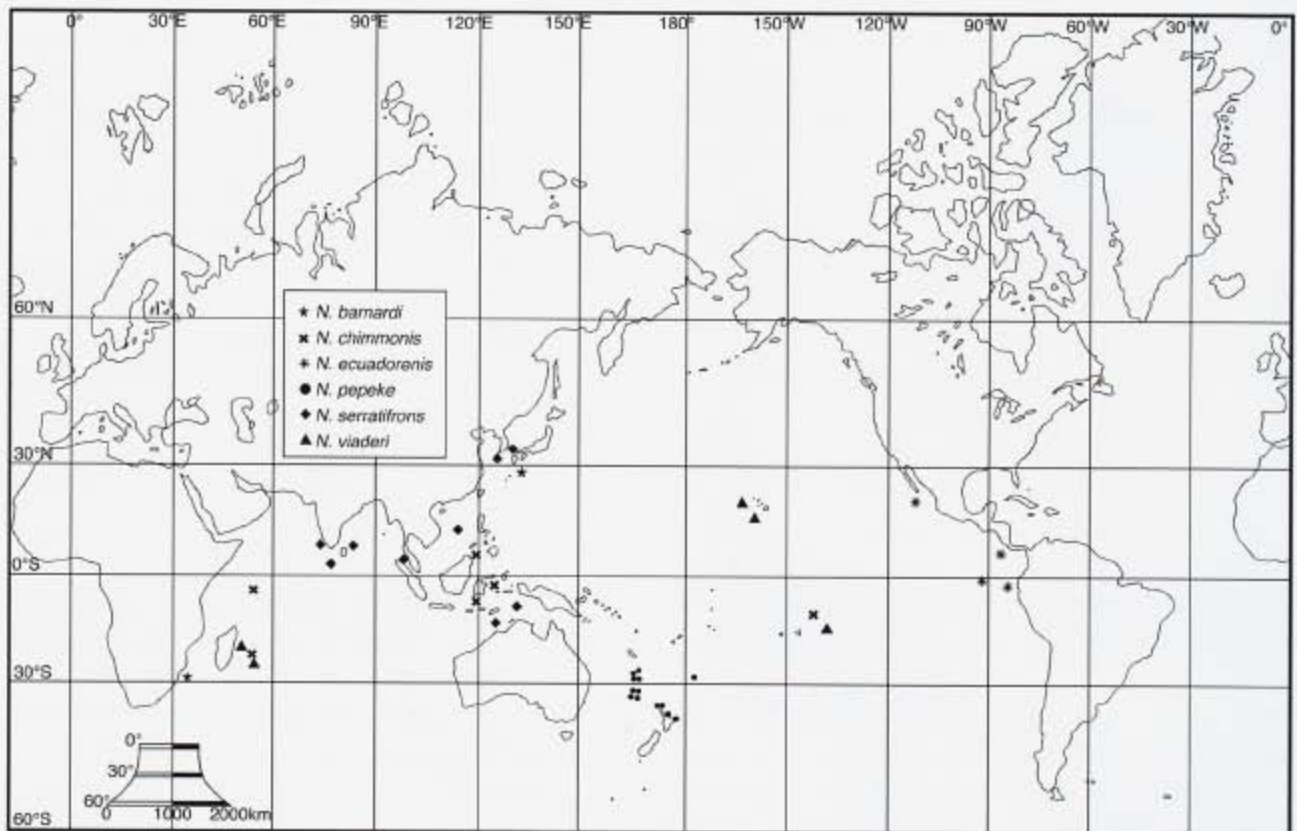 0° 30°E 60°E 90°E 120°E 150°E 180° 150°W 120°W 90°W 60°W 30°W 0°
60°N
N. barnardi
N. chimmonis
N. ecuadorenis
N. pepeke
N. serratifrons
N. viaderi
30°N
0°S
30°S
0°
30°
60°
0 1000 2000km
60°S